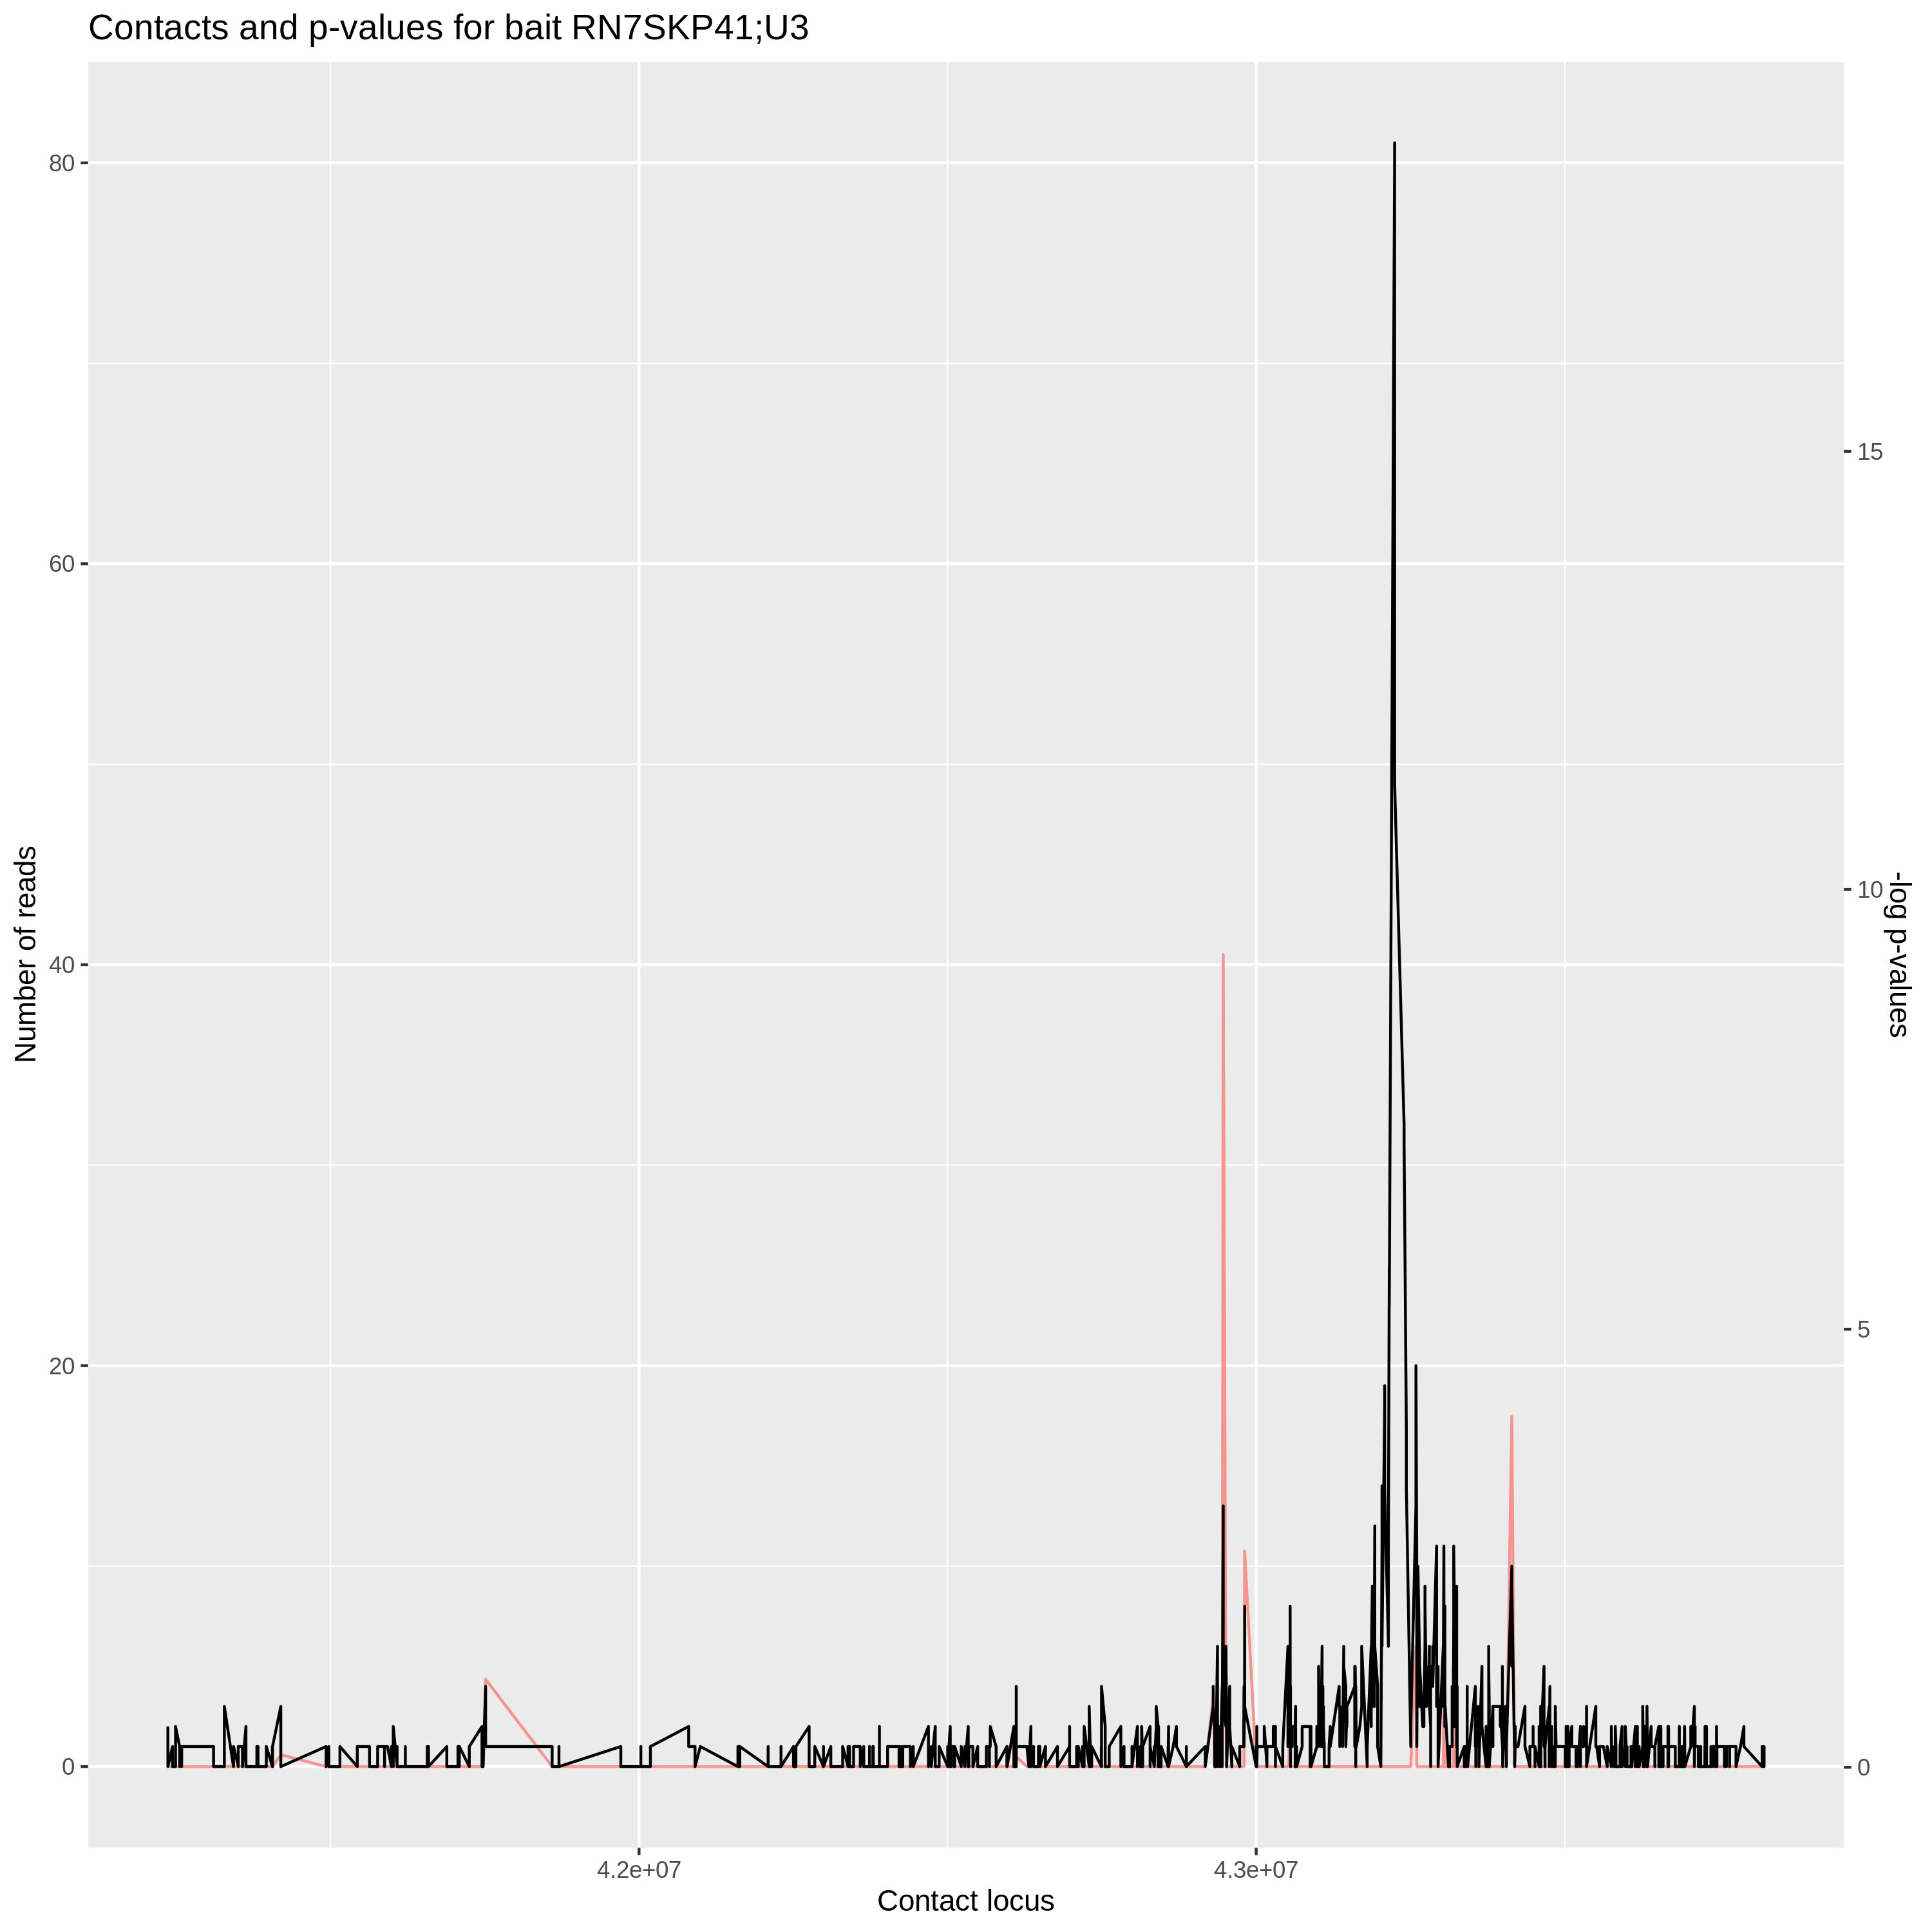 Contacts and p-values for bait RN7SKP41;U3
80
60
40
20
0
Number of reads
15
10
5
0
-log p-values
4.2e+07
4.3e+07
Contact locus